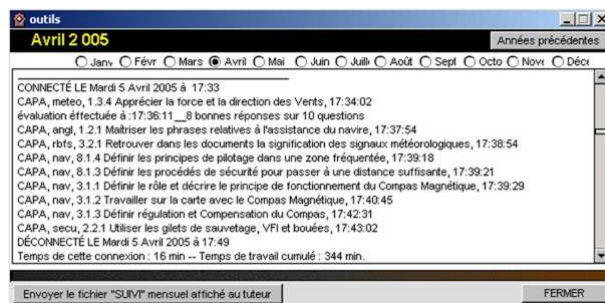 outils
Avril 2 005
Années précédentes
Janv Févr Mars Avril Mai Juin Juill Août Sept Octo Nove Déce
CONNECTÉ LE Mardi 5 Avril 2005 à 17:33
CAPA, meteo, 1.3.4 Apprécier la force et la direction des Vents, 17:34:02
évaluation éffectuée à :17:36:11__8 bonnes réponses sur 10 questions
CAPA, angl, 1.2.1 Maîtriser les phrases relatives à l'assistance du navire, 17:37:54
CAPA, rbfs, 3.2.1 Retrouver dans les documents la signification des signaux météorologiques, 17:38:54
CAPA, nav, 8.1.4 Définir les principes de pilotage dans une zone fréquentée, 17:39:18
CAPA, nav, 8.1.3 Définir les procédés de sécurité pour passer à une distance suffisante, 17:39:21
CAPA, nav, 3.1.1 Définir le rôle et décrire le principe de fonctionnement du Compas Magnétique, 17:39:29
CAPA, nav, 3.1.2 Travailler sur la carte avec le Compas Magnétique, 17:40:45
CAPA, nav, 3.1.3 Définir régulation et Compensation du Compas, 17:42:31
CAPA, secu, 2.2.1 Utiliser les gilets de sauvetage, VFI et bouées, 17:43:02
DÉCONNECTÉ LE Mardi 5 Avril 2005 à 17:49
Temps de cette connexion : 16 min -- Temps de travail cumulé : 344 min.
Envoyer le fichier "SUIVI" mensuel affiché au tuteur
FERMER